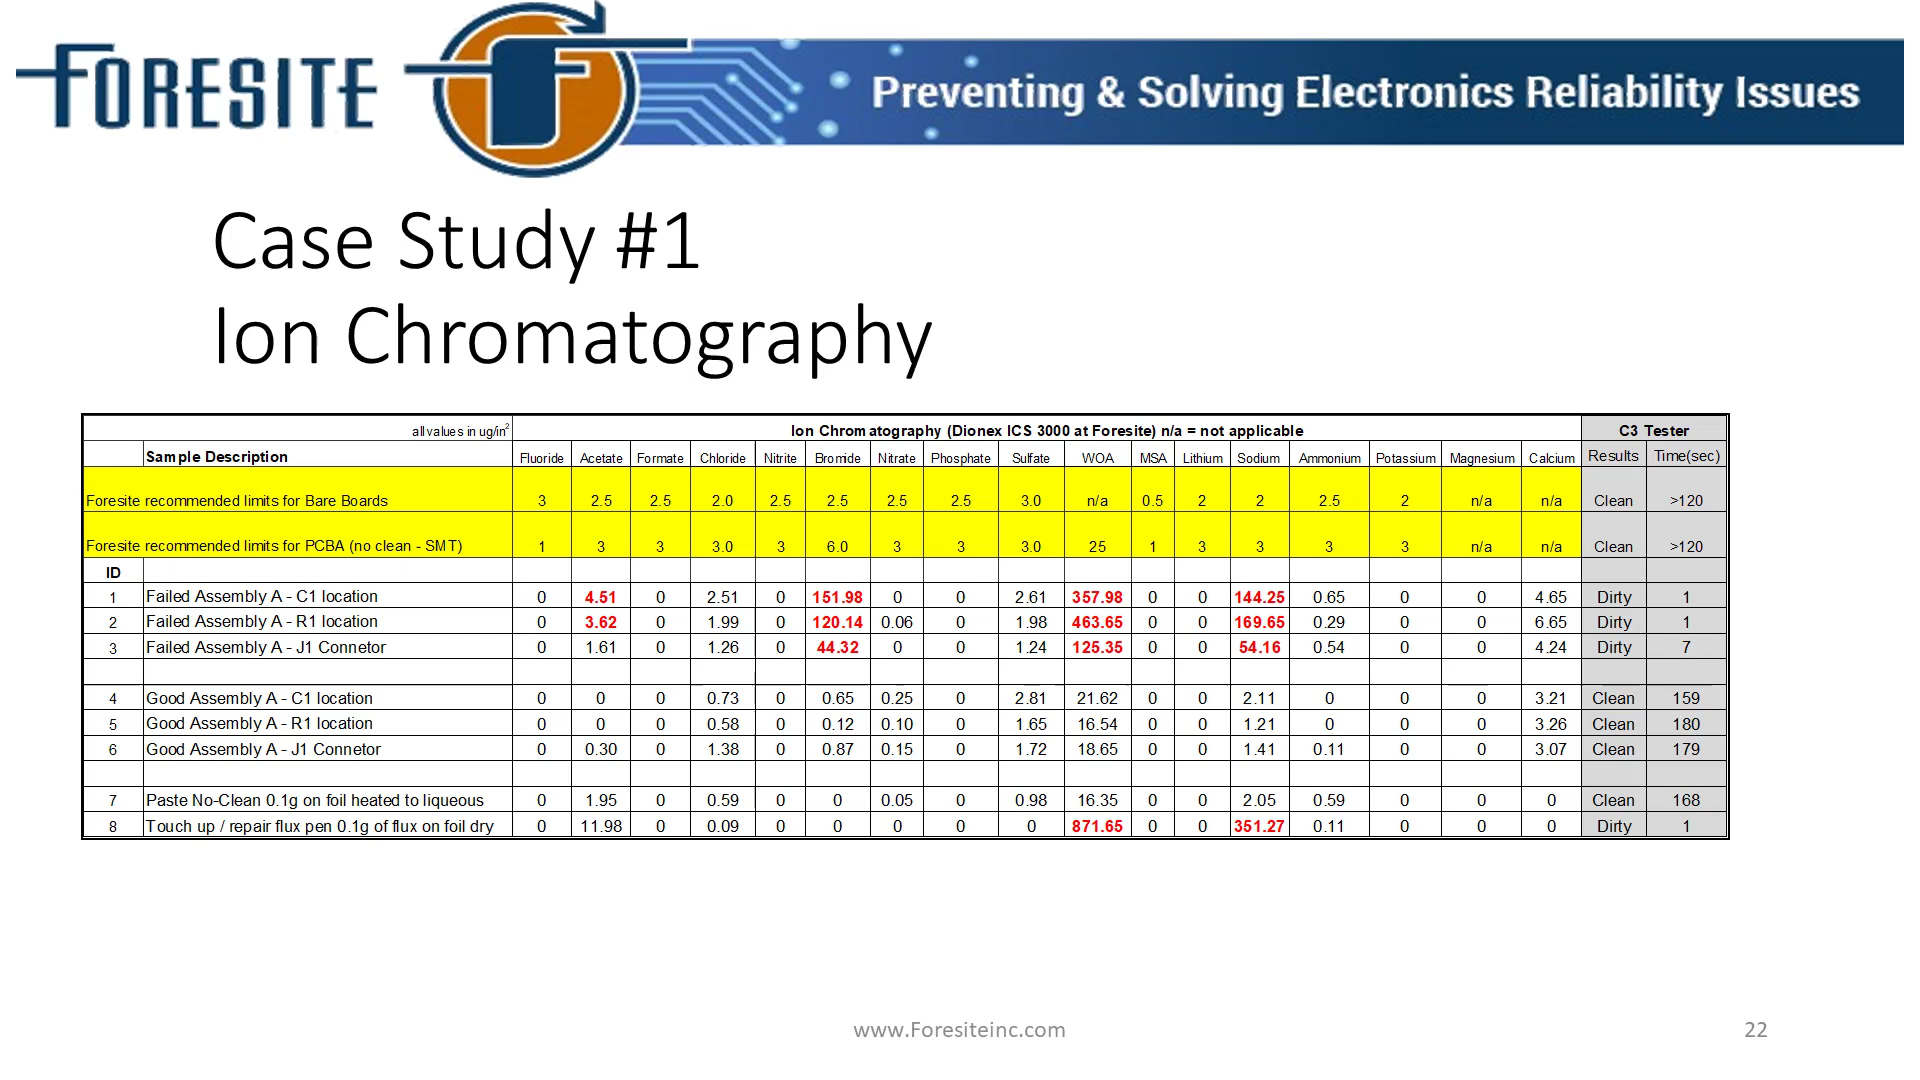 FORESITE
Preventing & Solving Electronics Reliability Issues
Case Study #1
Ion Chromatography
all values in ug/in2 Ion Chromatography (Dionex ICS 3000 at Foresite) n/a = not applicable C3 Tester
Sample Description Fluoride Acetate Formate Chloride Nitrite Bromide Nitrate Phosphate Sulfate WOA MSA Lithium Sodium Ammonium Potassium Magnesium Calcium Results Time(sec)
Foresite recommended limits for Bare Boards 3 2.5 2.5 2.0 2.5 2.5 2.5 2.5 3.0 n/a 0.5 2 2 2.5 2 n/a n/a Clean >120
Foresite recommended limits for PCBA (no clean - SMT) 1 3 3 3.0 3 6.0 3 3 3.0 25 1 3 3 3 3 n/a n/a Clean >120
ID
1 Failed Assembly A - C1 location 0 4.51 0 2.51 0 151.98 0 0 2.61 357.98 0 0 144.25 0.65 0 0 4.65 Dirty 1
2 Failed Assembly A - R1 location 0 3.62 0 1.99 0 120.14 0.06 0 1.98 463.65 0 0 169.65 0.29 0 0 6.65 Dirty 1
3 Failed Assembly A - J1 Connetor 0 1.61 0 1.26 0 44.32 0 0 1.24 125.35 0 0 54.16 0.54 0 0 4.24 Dirty 7
4 Good Assembly A - C1 location 0 0 0 0.73 0 0.65 0.25 0 2.81 21.62 0 0 2.11 0 0 0 3.21 Clean 159
5 Good Assembly A - R1 location 0 0 0 0.58 0 0.12 0.10 0 1.65 16.54 0 0 1.21 0 0 0 3.26 Clean 180
6 Good Assembly A - J1 Connetor 0 0.30 0 1.38 0 0.87 0.15 0 1.72 18.65 0 0 1.41 0.11 0 0 3.07 Clean 179
7 Paste No-Clean 0.1g on foil heated to liqueous 0 1.95 0 0.59 0 0 0.05 0 0.98 16.35 0 0 2.05 0.59 0 0 0 Clean 168
8 Touch up / repair flux pen 0.1g of flux on foil dry 0 11.98 0 0.09 0 0 0 0 0 871.65 0 0 351.27 0.11 0 0 0 Dirty 1
www.Foresiteinc.com
22